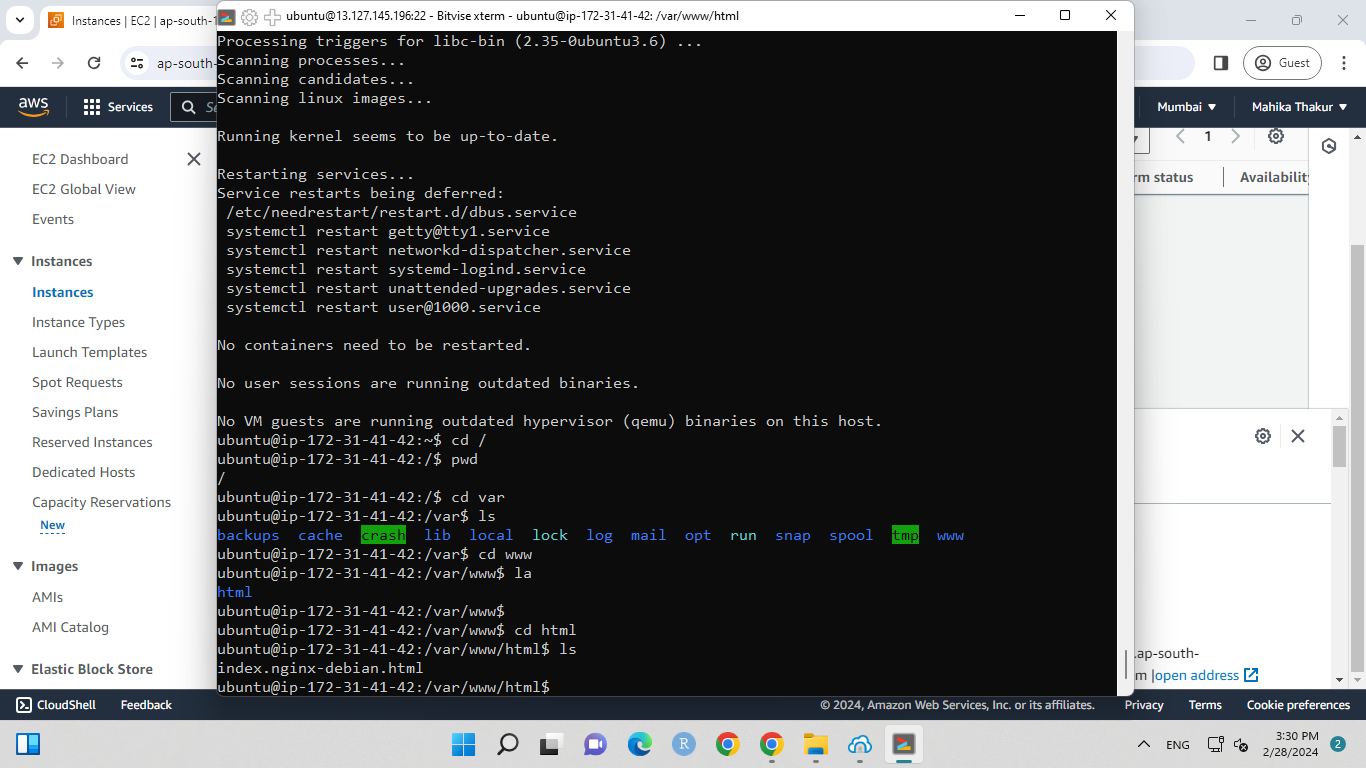 Instances | EC2 | ap-south-1
ubuntu@13.127.145.196:22 - Bitvise xterm - ubuntu@ip-172-31-41-42: /var/www/html
ap-south-
Guest
aws
Services
Mumbai
Mahika Thakur
EC2 Dashboard
EC2 Global View
Events
Instances
Instances
Instance Types
Launch Templates
Spot Requests
Savings Plans
Reserved Instances
Dedicated Hosts
Capacity Reservations
New
Images
AMIs
AMI Catalog
Elastic Block Store
Processing triggers for libc-bin (2.35-0ubuntu3.6) ...
Scanning processes...
Scanning candidates...
Scanning linux images...
Running kernel seems to be up-to-date.
Restarting services...
Service restarts being deferred:
/etc/needrestart/restart.d/dbus.service
systemctl restart getty@tty1.service
systemctl restart networkd-dispatcher.service
systemctl restart systemd-logind.service
systemctl restart unattended-upgrades.service
systemctl restart user@1000.service
No containers need to be restarted.
No user sessions are running outdated binaries.
No VM guests are running outdated hypervisor (qemu) binaries on this host.
ubuntu@ip-172-31-41-42:~$ cd /
ubuntu@ip-172-31-41-42:/$ pwd
/
ubuntu@ip-172-31-41-42:/$ cd var
ubuntu@ip-172-31-41-42:/var$ ls
backups cache crash lib local lock log mail opt run snap spool tmp www
ubuntu@ip-172-31-41-42:/var$ cd www
ubuntu@ip-172-31-41-42:/var/www$ la
html
ubuntu@ip-172-31-41-42:/var/www$
ubuntu@ip-172-31-41-42:/var/www$ cd html
ubuntu@ip-172-31-41-42:/var/www/html$ ls
index.nginx-debian.html
ubuntu@ip-172-31-41-42:/var/www/html$
1
rm status
Availability
.ap-south-
m |open address
CloudShell
Feedback
© 2024, Amazon Web Services, Inc. or its affiliates.
Privacy
Terms
Cookie preferences
R
ENG
3:30 PM
2/28/2024
2